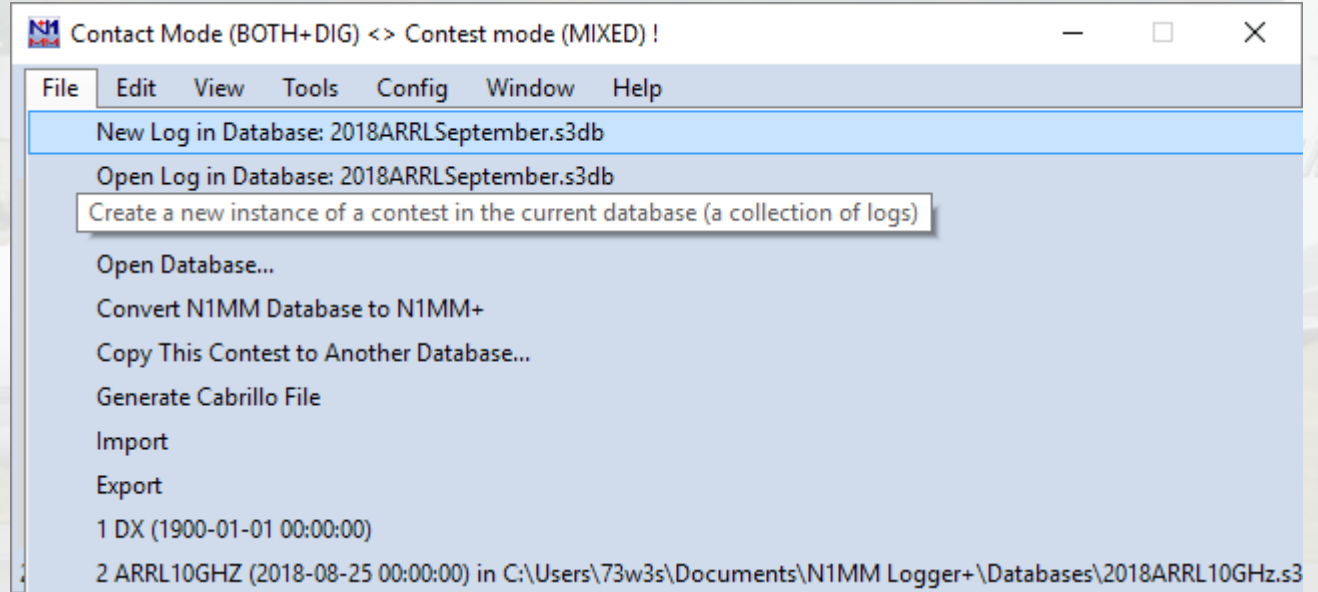 Contact Mode (BOTH+DIG) <> Contest mode (MIXED) !
File Edit View Tools Config Window Help
New Log in Database: 2018ARRLSeptember.s3db
Open Log in Database: 2018ARRLSeptember.s3db
Create a new instance of a contest in the current database (a collection of logs)
Open Database...
Convert N1MM Database to N1MM+
Copy This Contest to Another Database...
Generate Cabrillo File
Import
Export
1 DX (1900-01-01 00:00:00)
2 ARRL10GHZ (2018-08-25 00:00:00) in C:\Users\73w3s\Documents\N1MM Logger+\Databases\2018ARRL10GHz.s3